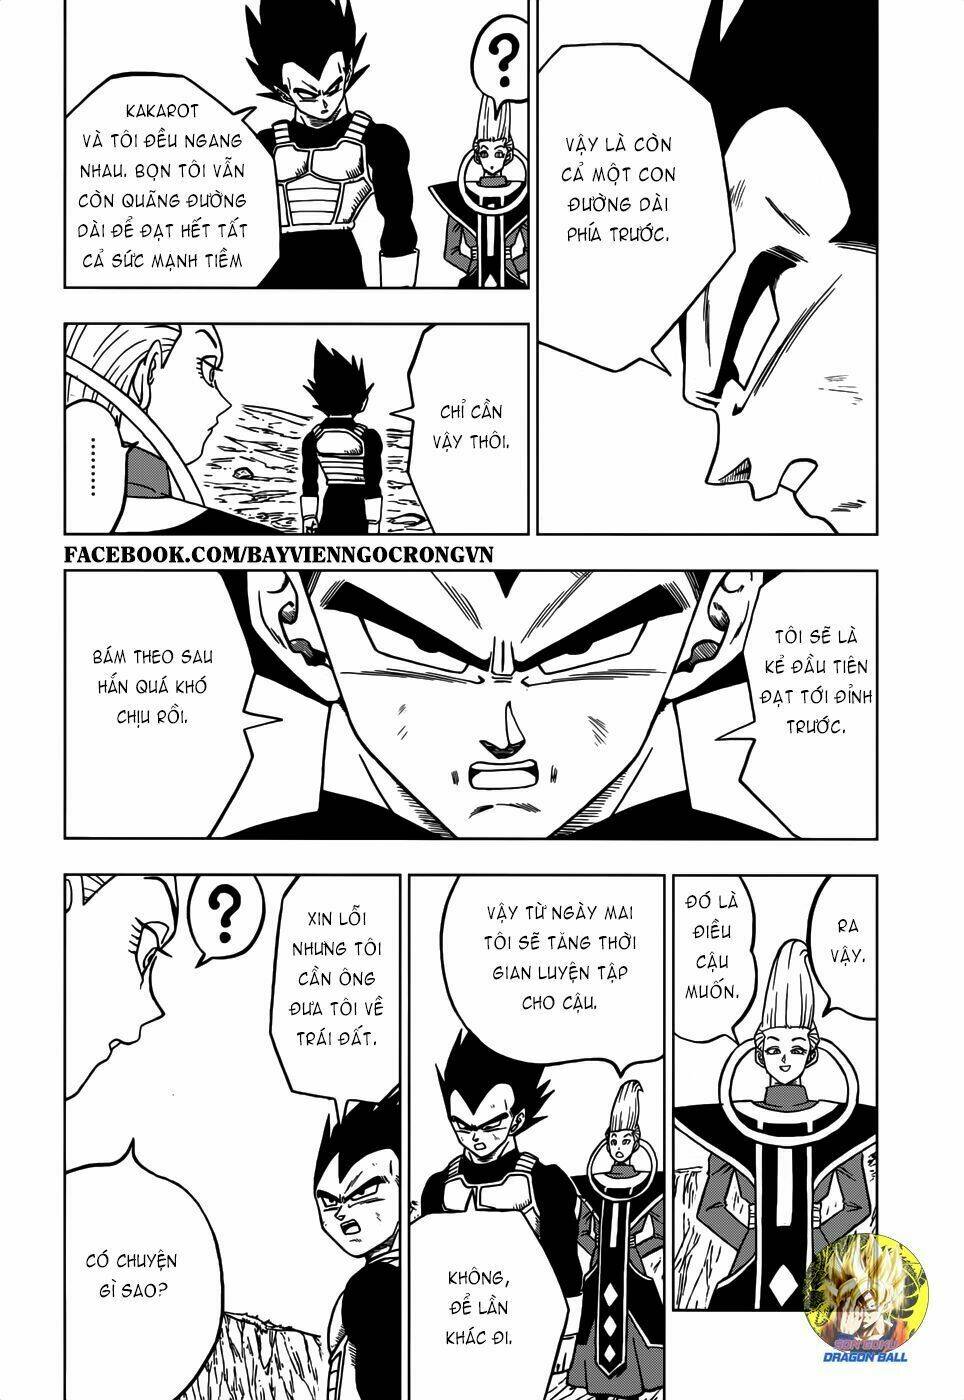 VẬY LÀ CÒN
CẢ MỘT CON
ĐƯỜNG DÀI
PHÍA TRƯỚC.
?
KAKAROT
VÀ TÔI ĐỀU NGANG
NHAU. BỌN TÔI VẪN
CÒN QUÃNG ĐƯỜNG
DÀI ĐỂ ĐẠT HẾT TẤT
CẢ SỨC MẠNH TIỀM
CHỈ CẦN
VẬY THÔI.
........
FACEBOOK.COM/BAYVIENNGOCRONGVN
TÔI SẼ LÀ
KẺ ĐẦU TIÊN
ĐẠT TỚI ĐỈNH
TRƯỚC.
BÁM THEO SAU
HẮN QUÁ KHÓ
CHỊU RỒI.
RA
VẬY.
ĐÓ LÀ
ĐIỀU
CẬU
MUỐN.
VẬY TỪ NGÀY MAI
TÔI SẼ TĂNG THỜI
GIAN LUYỆN TẬP
CHO CẬU.
KHÔNG,
ĐỂ LẦN
KHÁC ĐI.
XIN LỖI
NHƯNG TÔI
CẦN ÔNG
ĐƯA TÔI VỀ
TRÁI ĐẤT.
?
CÓ CHUYỆN
GÌ SAO?
SON GOKU
DRAGON BALL